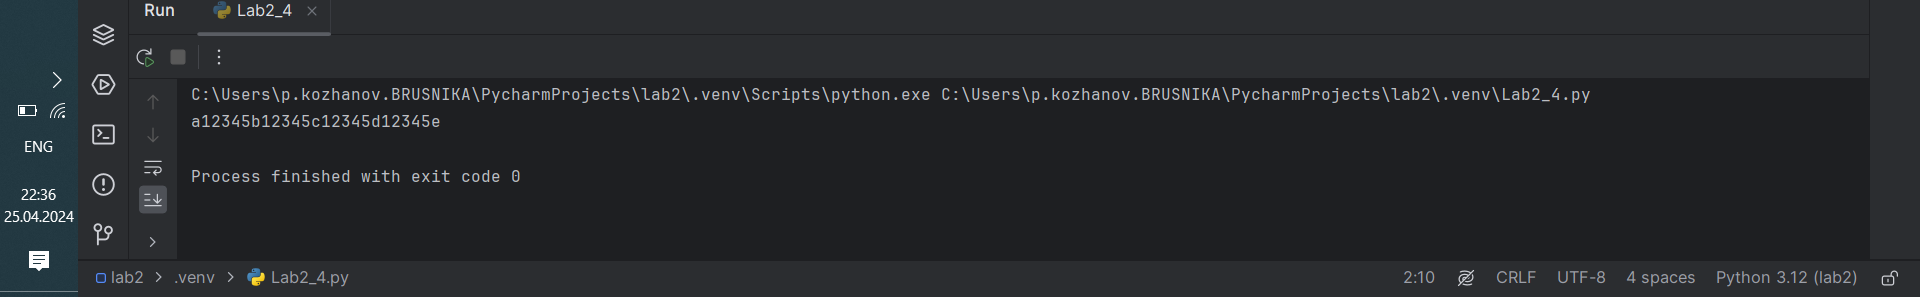 Run Lab2_4
C:\Users\p.kozhanov.BRUSNIKA\PycharmProjects\lab2\.venv\Scripts\python.exe C:\Users\p.kozhanov.BRUSNIKA\PycharmProjects\lab2\.venv\Lab2_4.py
a12345b12345c12345d12345e
ENG
Process finished with exit code 0
22:36
25.04.2024
lab2 > .venv > Lab2_4.py 2:10 CRLF UTF-8 4 spaces Python 3.12 (lab2)